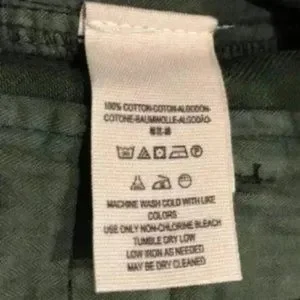 100% COTTON-COTON-ALGODON-
COTONE-BAUMWOLLE-ALGODÃO-
MACHINE WASH COLD WITH LIKE
COLORS
USE ONLY NON-CHLORINE BLEACH
TUMBLE DRY LOW
LOW IRON AS NEEDED
MAY BE DRY CLEANED